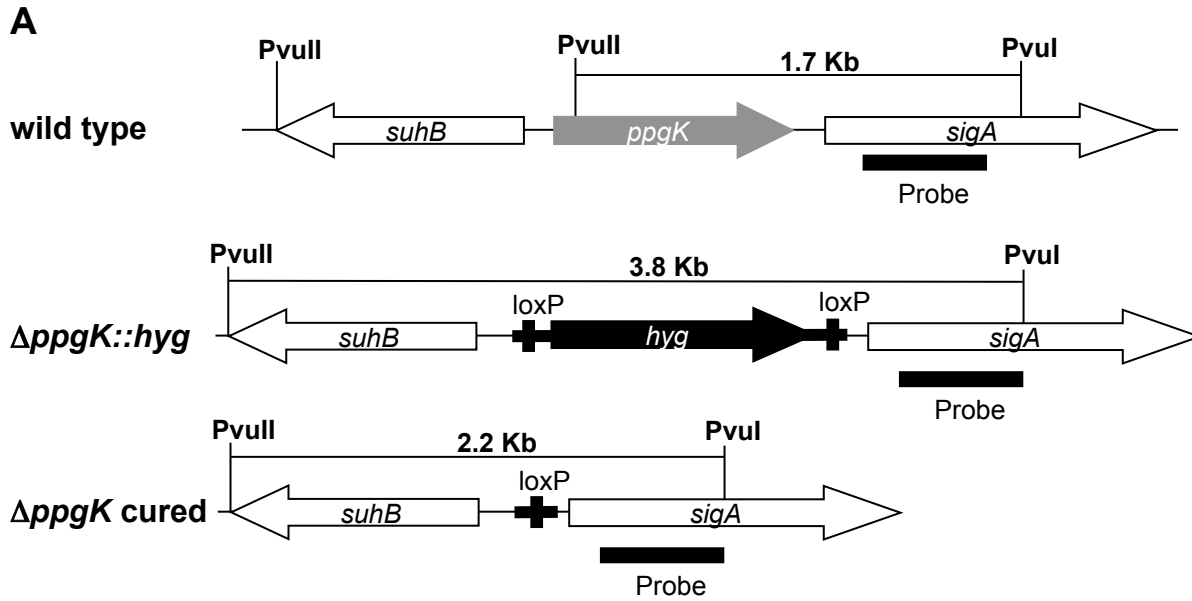 A
PvuII PvuII 1.7 Kb PvuI
wild type suhB ppgK sigA
Probe
PvuII 3.8 Kb PvuI
loxP loxP
ΔppgK::hyg suhB hyg sigA
Probe
PvuII 2.2 Kb PvuI
loxP
ΔppgK cured suhB sigA
Probe